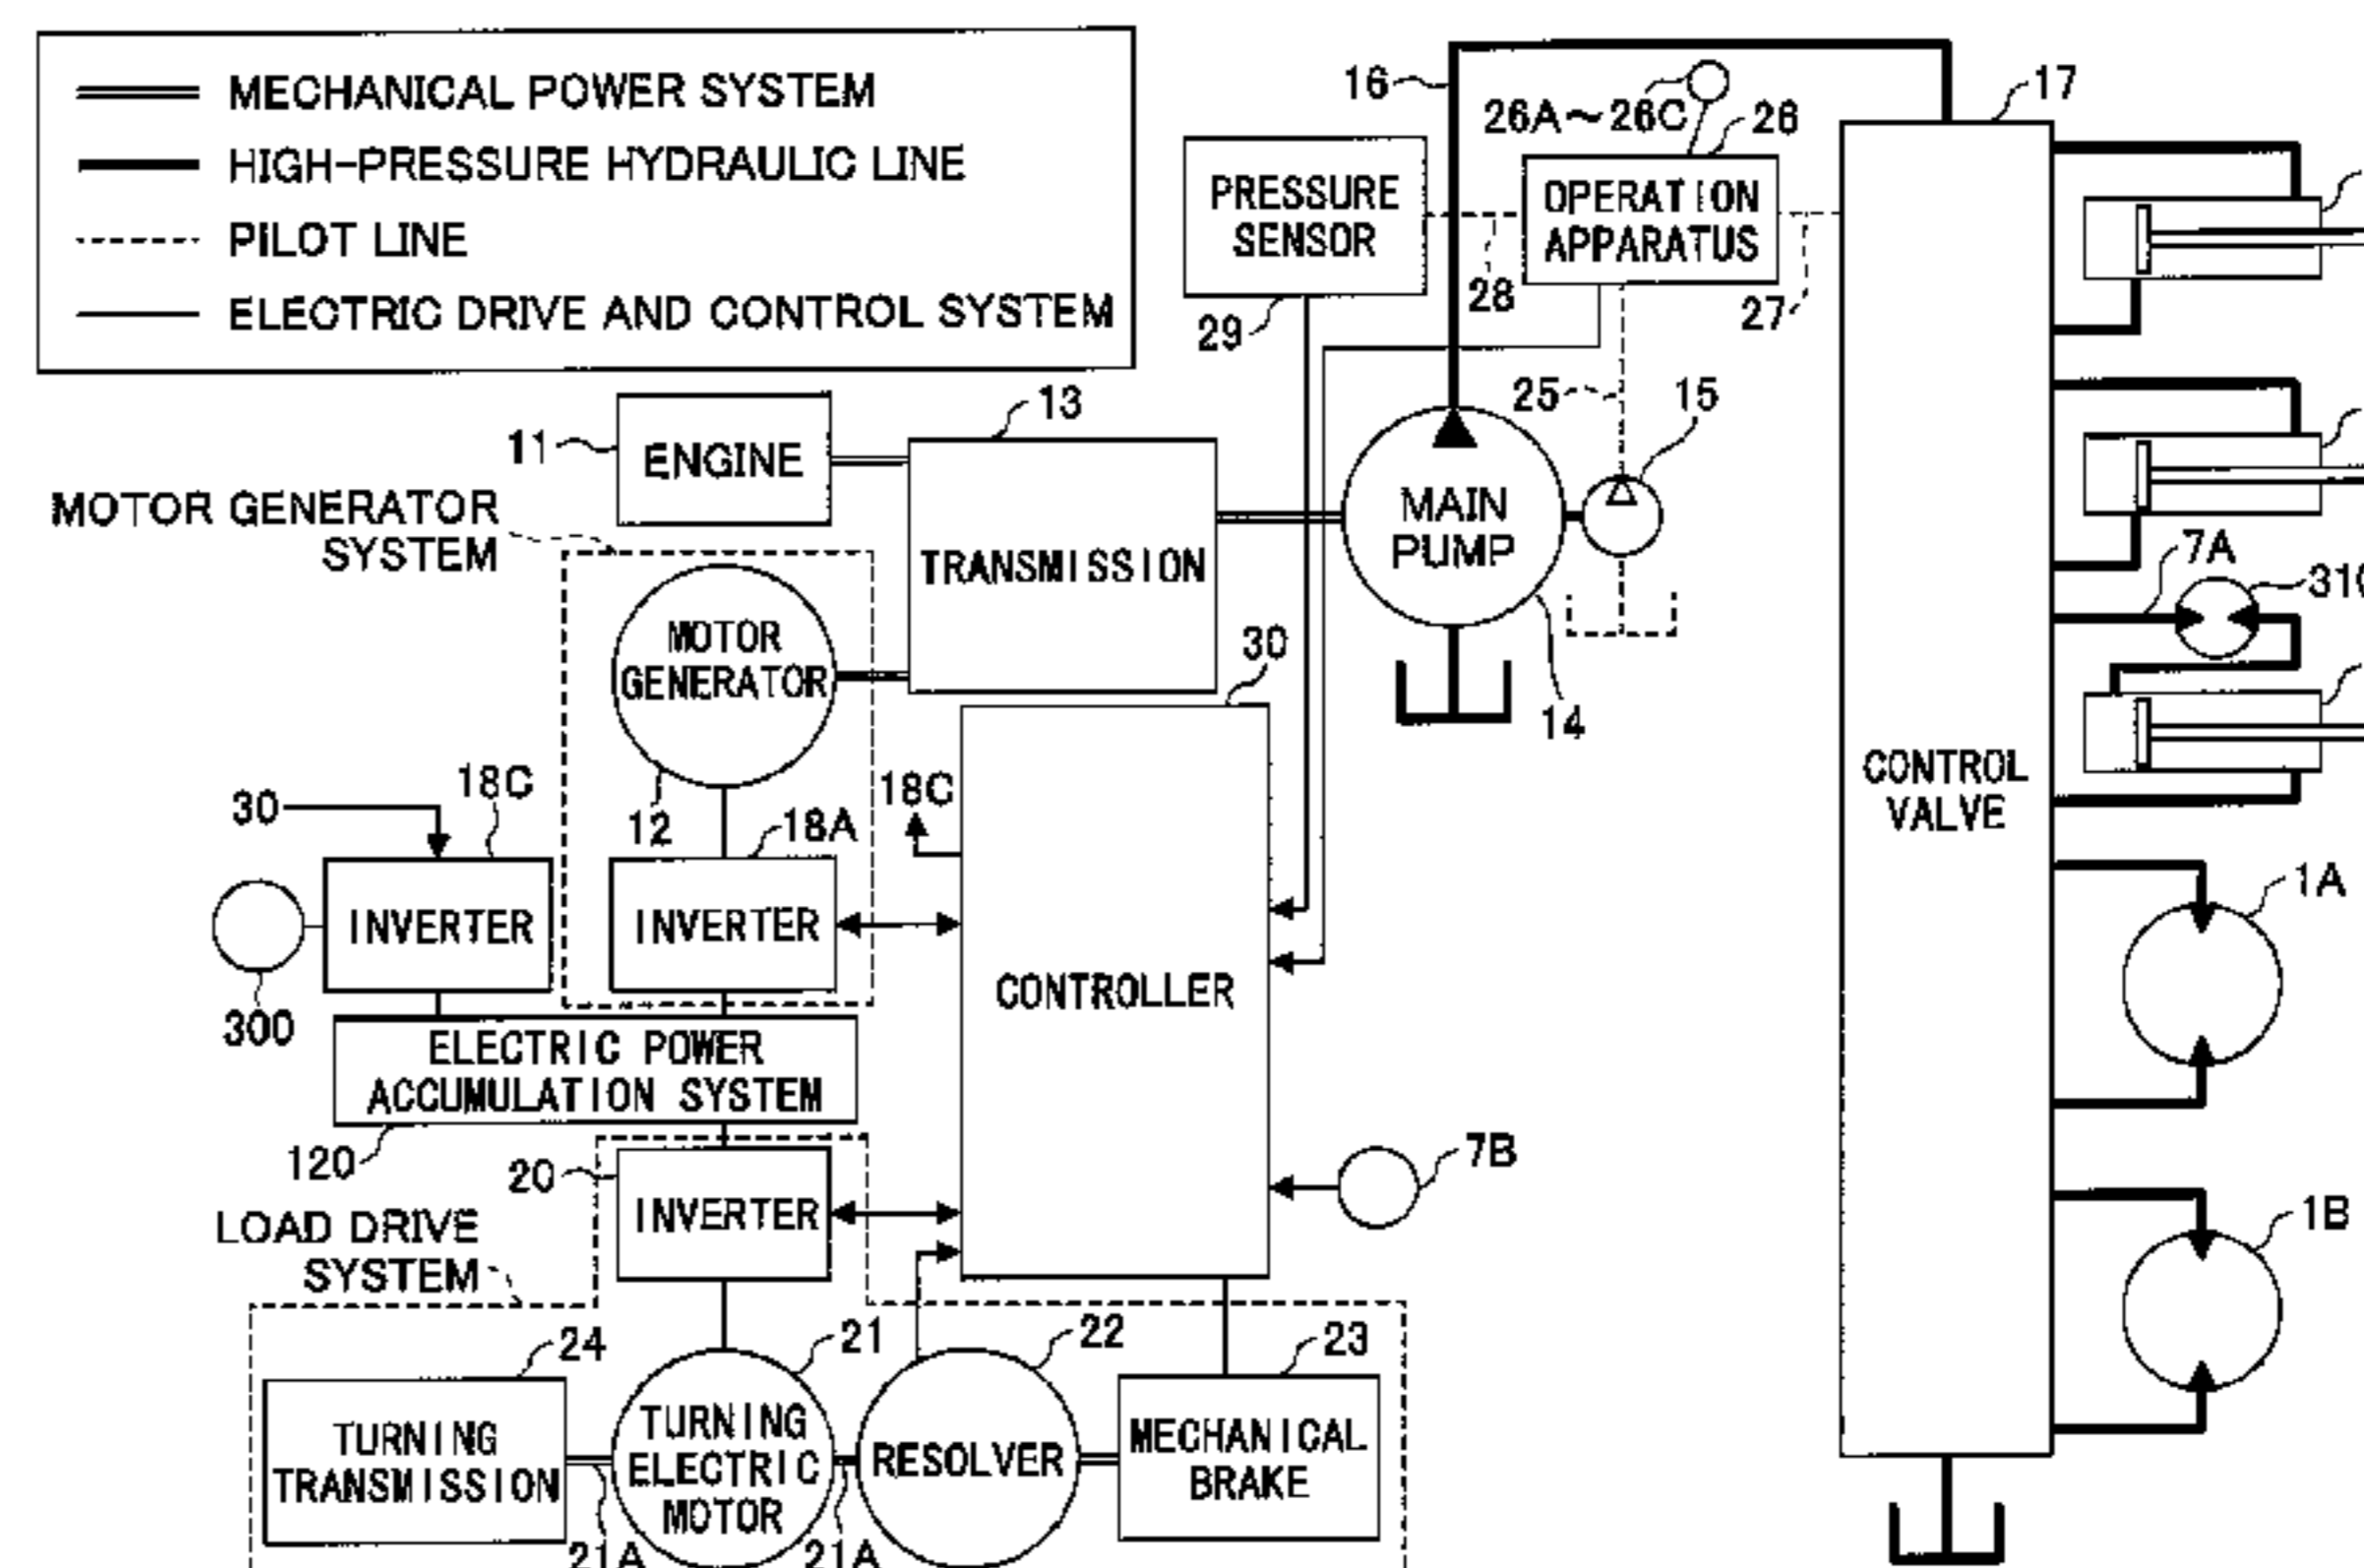 MECHANICAL POWER SYSTEM
HIGH-PRESSURE HYDRAULIC LINE
PILOT LINE
ELECTRIC DRIVE AND CONTROL SYSTEM
16
26A~26C
26
17
PRESSURE
SENSOR
OPERATION
APPARATUS
29
28
27
25
15
13
11
ENGINE
MOTOR GENERATOR
SYSTEM
TRANSMISSION
MAIN
PUMP
14
7A
MOTOR
GENERATOR
12
30
18C
30
18C
18A
INVERTER
INVERTER
300
CONTROLLER
CONTROL
VALVE
1A
ELECTRIC POWER
ACCUMULATION SYSTEM
120
20
INVERTER
7B
1B
LOAD DRIVE
SYSTEM
24
21
22
23
TURNING
TRANSMISSION
TURNING
ELECTRIC
MOTOR
RESOLVER
MECHANICAL
BRAKE
21A
21A